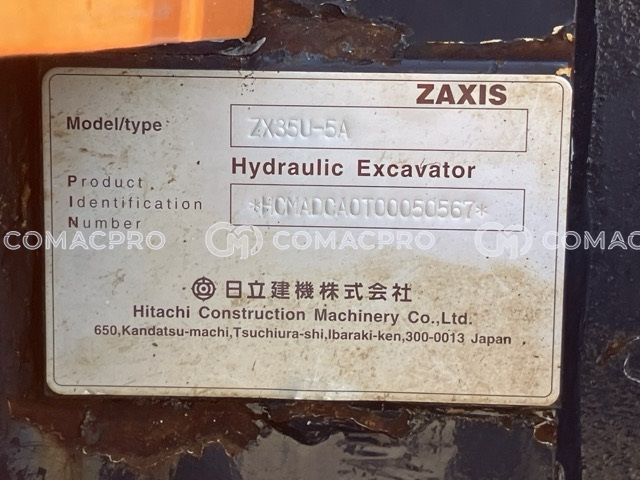 ZAXIS
Model/type ZX35U-5A
Hydraulic Excavator
Product
Identification *HCMADCA0T00050567*
Number
COMACPRO COMACPRO COMACPRO
日立建機株式会社
Hitachi Construction Machinery Co.,Ltd.
650,Kandatsu-machi,Tsuchiura-shi,Ibaraki-ken,300-0013 Japan